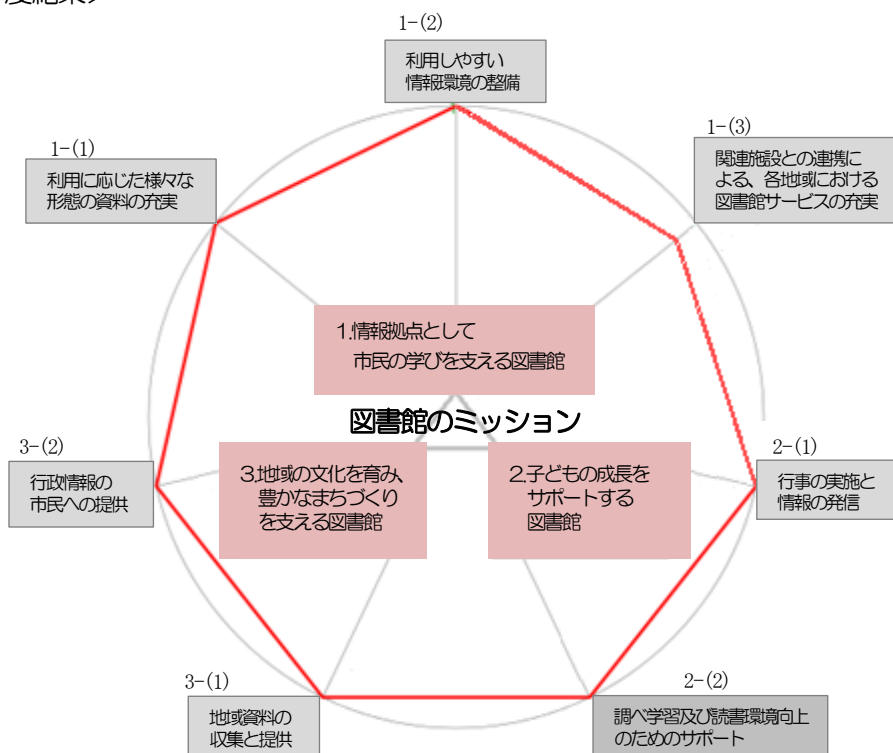 度結果＞
1-(2)
利用しやすい
情報環境の整備
1-(1)
利用に応じた様々な
形態の資料の充実
1-(3)
関連施設との連携に
よる、各地域における
図書館サービスの充実
1.情報拠点として
市民の学びを支える図書館
図書館のミッション
3-(2)
行政情報の
市民への提供
3.地域の文化を育み、
豊かなまちづくり
を支える図書館
2.子どもの成長を
サポートする
図書館
2-(1)
行事の実施と
情報の発信
3-(1)
地域資料の
収集と提供
2-(2)
調べ学習及び読書環境向上
のためのサポート